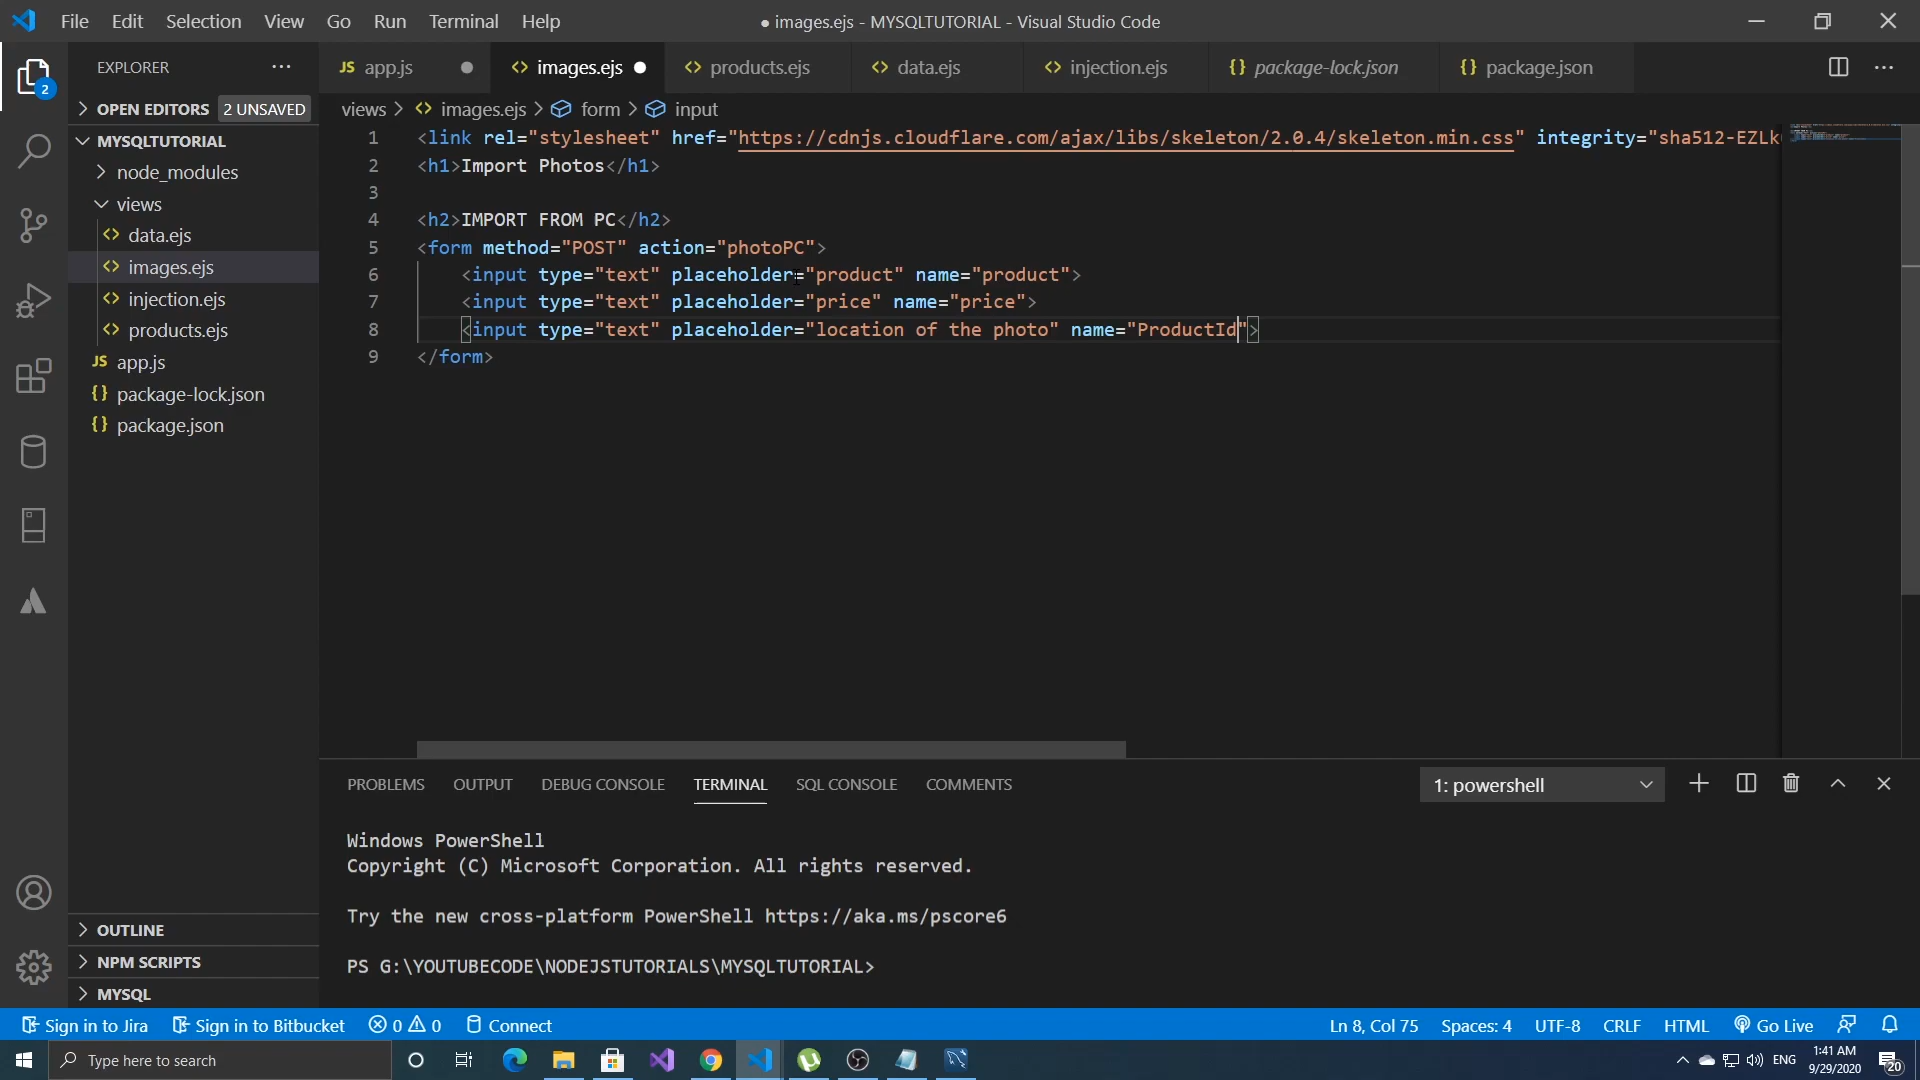 File Edit Selection View Go Run Terminal Help
● images.ejs - MYSQLTUTORIAL - Visual Studio Code
EXPLORER
JS app.js
images.ejs
products.ejs
data.ejs
injection.ejs
{} package-lock.json
{} package.json
2
OPEN EDITORS 2 UNSAVED
MYSQLTUTORIAL
node_modules
views
data.ejs
images.ejs
injection.ejs
products.ejs
JS app.js
{} package-lock.json
{} package.json
OUTLINE
NPM SCRIPTS
MYSQL
views > images.ejs > form > input
1 <link rel="stylesheet" href="https://cdnjs.cloudflare.com/ajax/libs/skeleton/2.0.4/skeleton.min.css" integrity="sha512-EZLk
2 <h1>Import Photos</h1>
3
4 <h2>IMPORT FROM PC</h2>
5 <form method="POST" action="photoPC">
6 <input type="text" placeholder="product" name="product">
7 <input type="text" placeholder="price" name="price">
8 <input type="text" placeholder="location of the photo" name="ProductId">
9 </form>
PROBLEMS OUTPUT DEBUG CONSOLE TERMINAL SQL CONSOLE COMMENTS
1: powershell
Windows PowerShell
Copyright (C) Microsoft Corporation. All rights reserved.
Try the new cross-platform PowerShell https://aka.ms/pscore6
PS G:\YOUTUBECODE\NODEJSTUTORIALS\MYSQLTUTORIAL>
Sign in to Jira Sign in to Bitbucket 0 0 Connect
Ln 8, Col 75 Spaces: 4 UTF-8 CRLF HTML Go Live
Type here to search
ENG
1:41 AM
9/29/2020
20